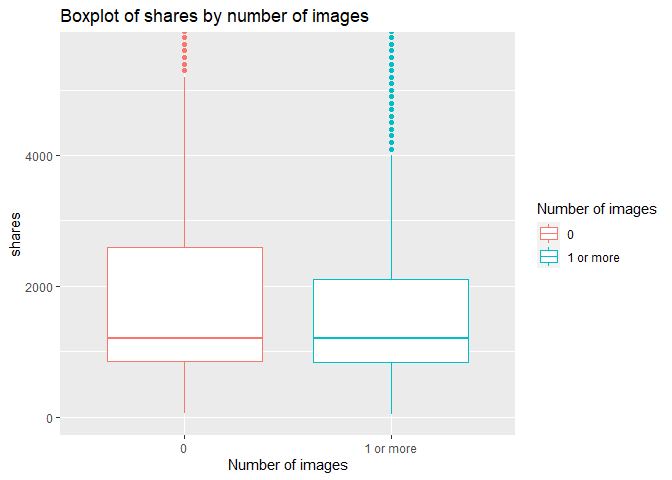 Boxplot of shares by number of images
shares
4000
2000
0
0
1 or more
Number of images
Number of images
0
1 or more